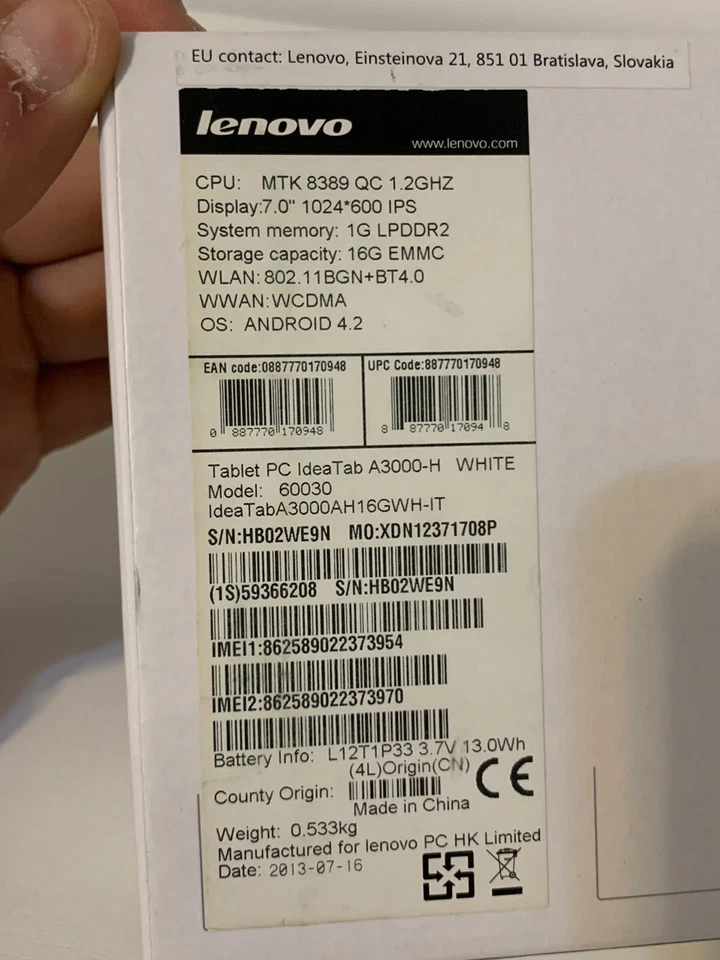 EU contact: Lenovo, Einsteinova 21, 851 01 Bratislava, Slovakia
lenovo
www.lenovo.com
CPU: MTK 8389 QC 1.2GHZ
Display:7.0" 1024*600 IPS
System memory: 1G LPDDR2
Storage capacity: 16G EMMC
WLAN: 802.11BGN+BT4.0
WWAN: WCDMA
OS: ANDROID 4.2
EAN code:0887770170948
0 887770 170948
UPC Code:887770170948
8 87770 17094 8
Tablet PC IdeaTab A3000-H WHITE
Model: 60030
IdeaTabA3000AH16GWH-IT
S/N:HB02WE9N MO:XDN12371708P
(1S)59366208 S/N:HB02WE9N
IMEI1:862589022373954
IMEI2:862589022373970
Battery Info: L12T1P33 3.7V 13.0Wh
(4L)Origin(CN)
County Origin:
Made in China
CE
Weight: 0.533kg
Manufactured for lenovo PC HK Limited
Date: 2013-07-16